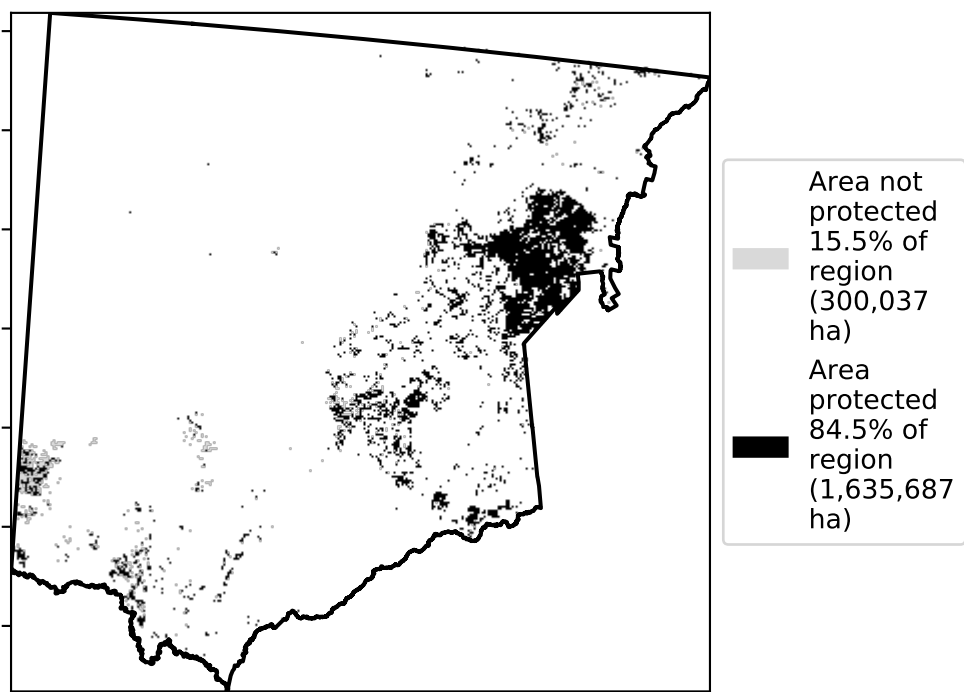 Area not
protected
15.5% of
region
(300,037
ha)
Area
protected
84.5% of
region
(1,635,687
ha)